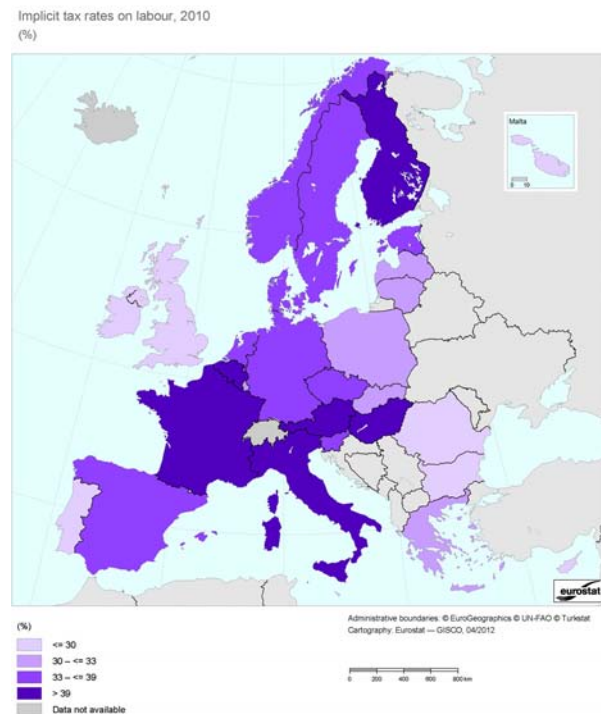 Implicit tax rates on labour, 2010
(%)
Malta
0 10
eurostat
Administrative boundaries: © EuroGeographics © UN-FAO © Turkstat
Cartography: Eurostat — GISCO, 04/2012
(%)
<= 30
30 – <= 33
33 – <= 39
> 39
Data not available
0 200 400 600 800 km